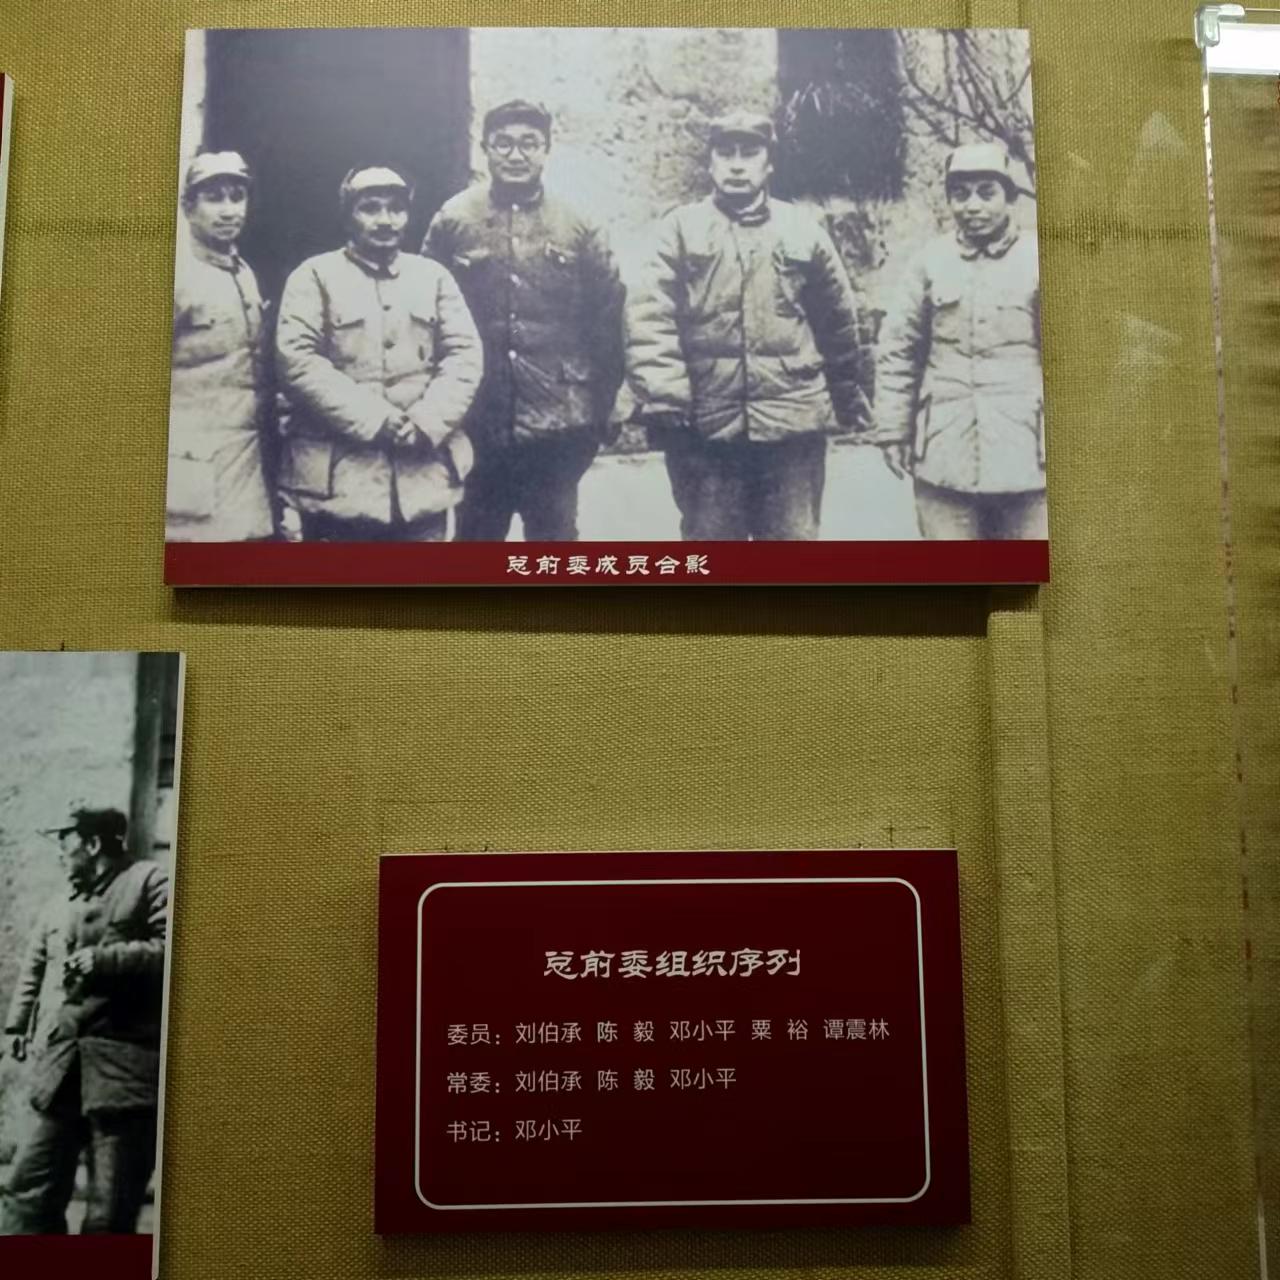 总前委成员合影
总前委组织序列
委员：刘伯承 陈 毅 邓小平 粟 裕 谭震林
常委：刘伯承 陈 毅 邓小平
书记：邓小平